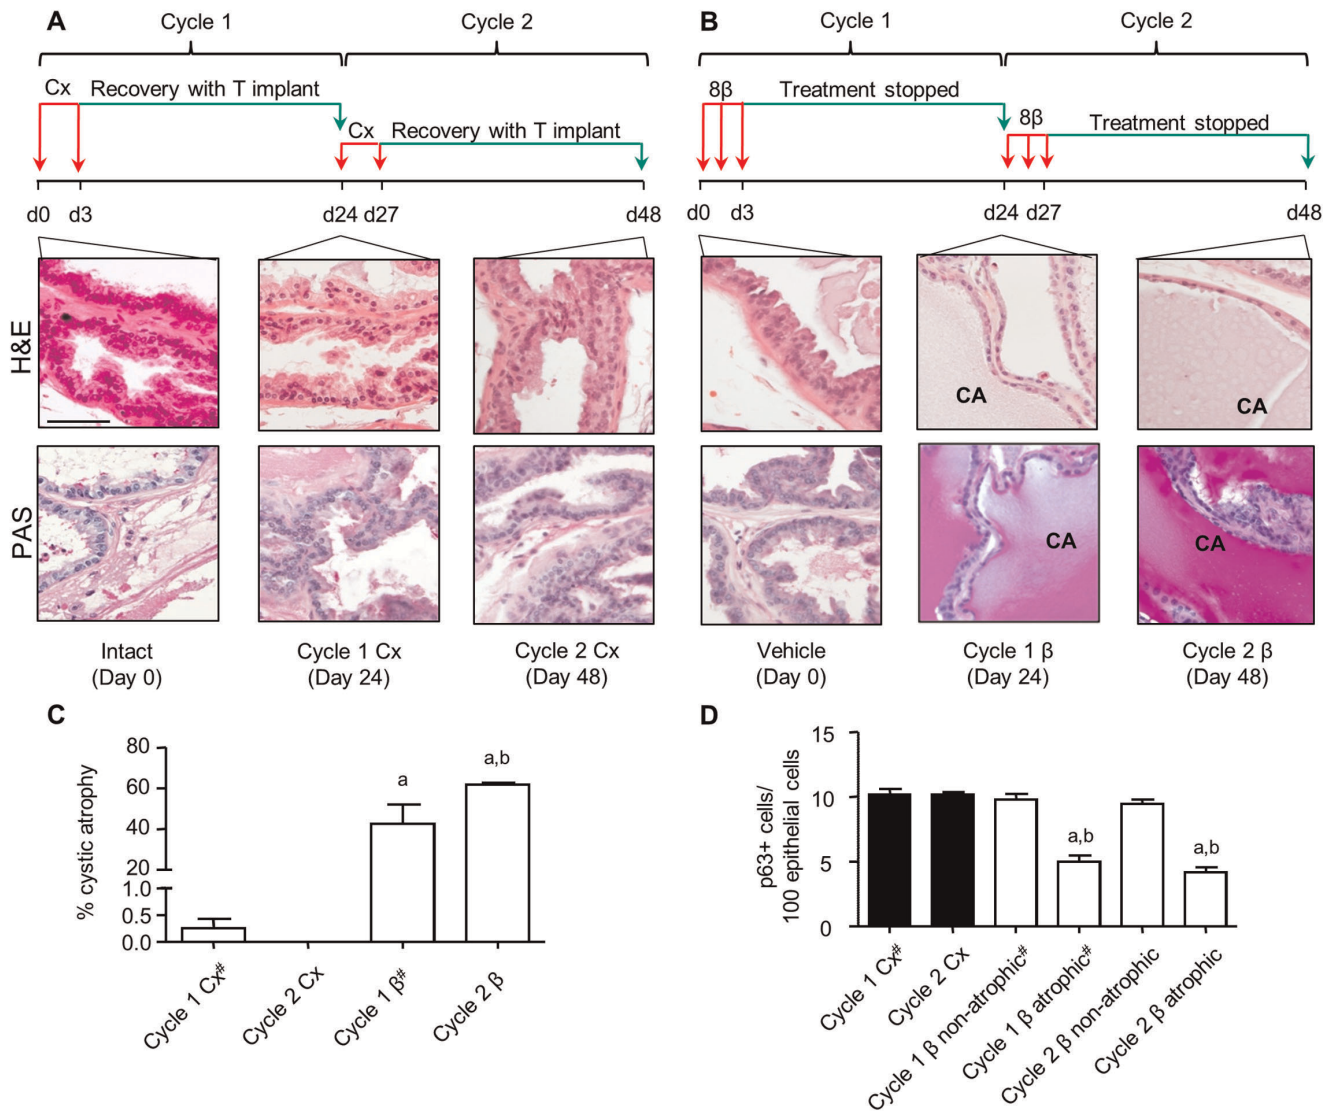 A
Cycle 1
Cycle 2
Cx
Recovery with T implant
Cx
Recovery with T implant
d0
d3
d24
d27
d48
B
Cycle 1
Cycle 2
8β
Treatment stopped
8β
Treatment stopped
d0
d3
d24
d27
d48
H&E
CA
CA
PAS
CA
CA
Intact
(Day 0)
Cycle 1 Cx
(Day 24)
Cycle 2 Cx
(Day 48)
Vehicle
(Day 0)
Cycle 1 β
(Day 24)
Cycle 2 β
(Day 48)
C
% cystic atrophy
80
60
40
20
1.0
0.5
0.0
a
a,b
Cycle 1 Cx#
Cycle 2 Cx
Cycle 1 β#
Cycle 2 β
D
p63+ cells/
100 epithelial cells
15
10
5
0
a,b
a,b
Cycle 1 Cx#
Cycle 2 Cx
Cycle 1 β non-atrophic#
Cycle 1 β atrophic#
Cycle 2 β non-atrophic
Cycle 2 β atrophic